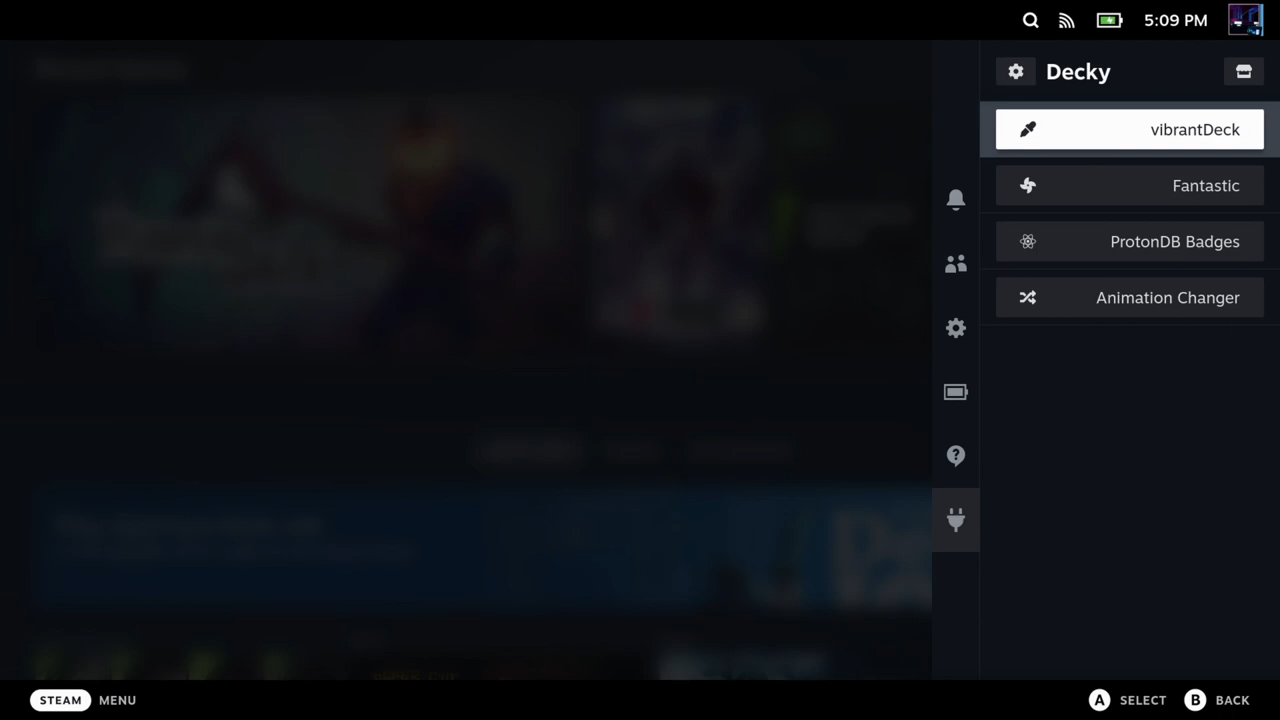 5:09 PM
Decky
vibrantDeck
Fantastic
ProtonDB Badges
Animation Changer
STEAM MENU
A SELECT B BACK